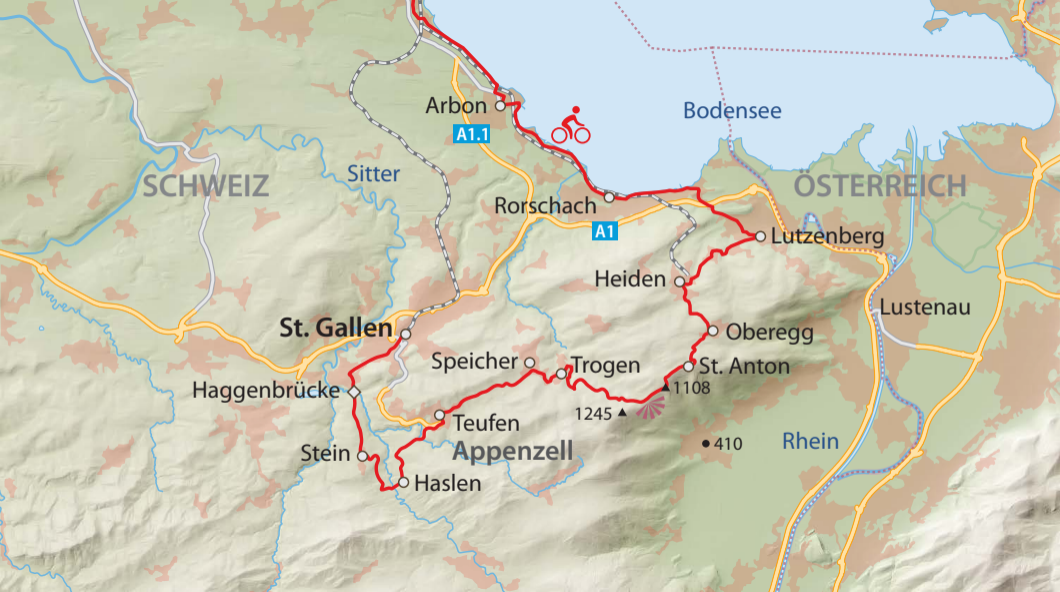 Arbon
Bodensee
A1.1
Sitter
SCHWEIZ
ÖSTERREICH
Rorschach
A1
Lutzenberg
Heiden
Lustenau
St. Gallen
Oberegg
Speicher
Trogen
St. Anton
Haggenbrücke
1108
1245
Teufen
410
Rhein
Stein
Appenzell
Haslen